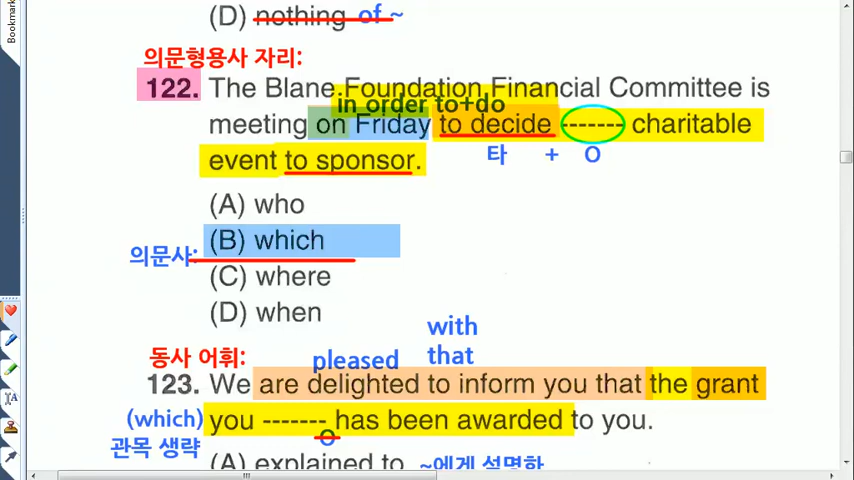 Bookm
(D) nothing of ~
의문형용사 자리:
122. The Blane Foundation Financial Committee is
in order to+do
meeting on Friday to decide ------- charitable
타 + O
event to sponsor.
(A) who
의문사: (B) which
(C) where
(D) when
with
동사 어휘: pleased that
123. We are delighted to inform you that the grant
(which) you ------- has been awarded to you.
관목 생략 O
(A) explained to ~에게 설명한